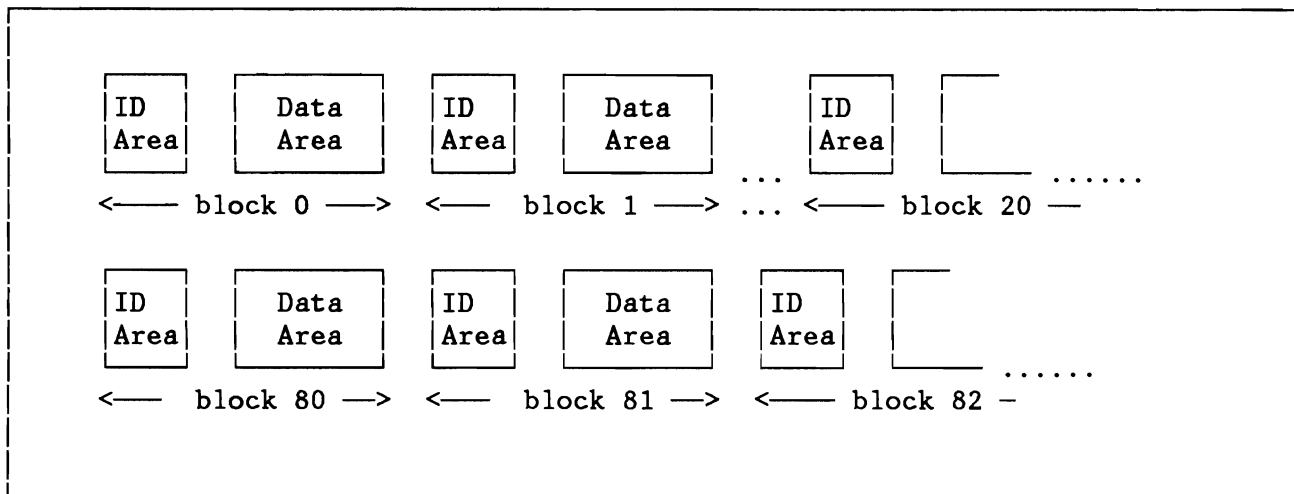 ID Data ID Data ID
Area Area Area Area ... Area ......
<—— block 0 ——> <—— block 1 ——> ... <—— block 20 —
ID Data ID Data ID
Area Area Area Area Area ......
<—— block 80 ——> <—— block 81 ——> <—— block 82 —